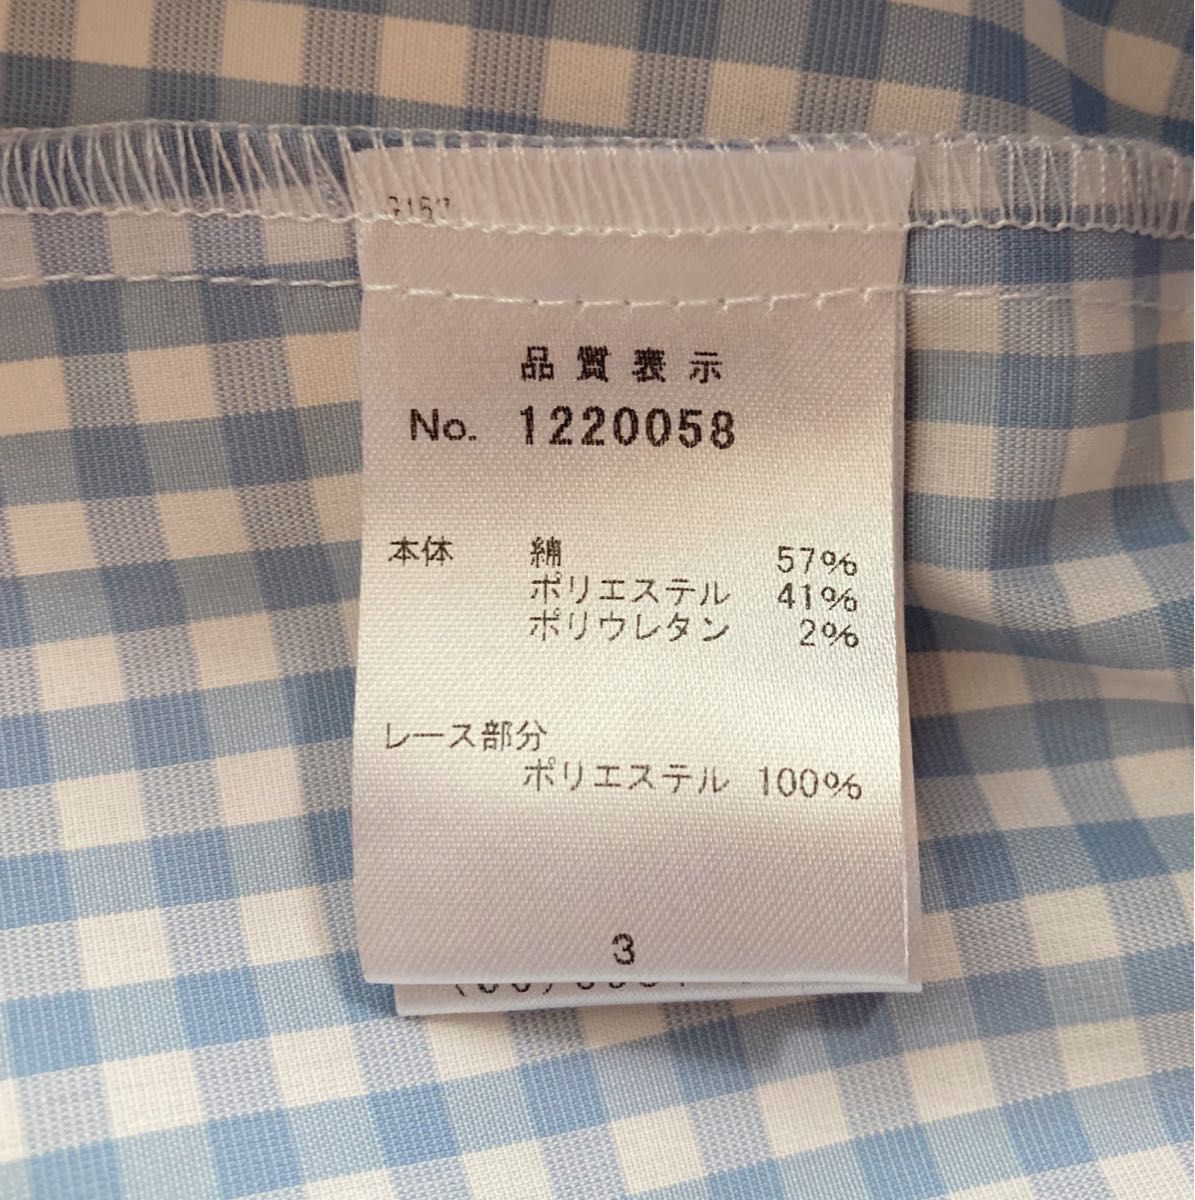 品質表示
No. 1220058
本体 綿 57%
ポリエステル 41%
ポリウレタン 2%
レース部分
ポリエステル 100%
3